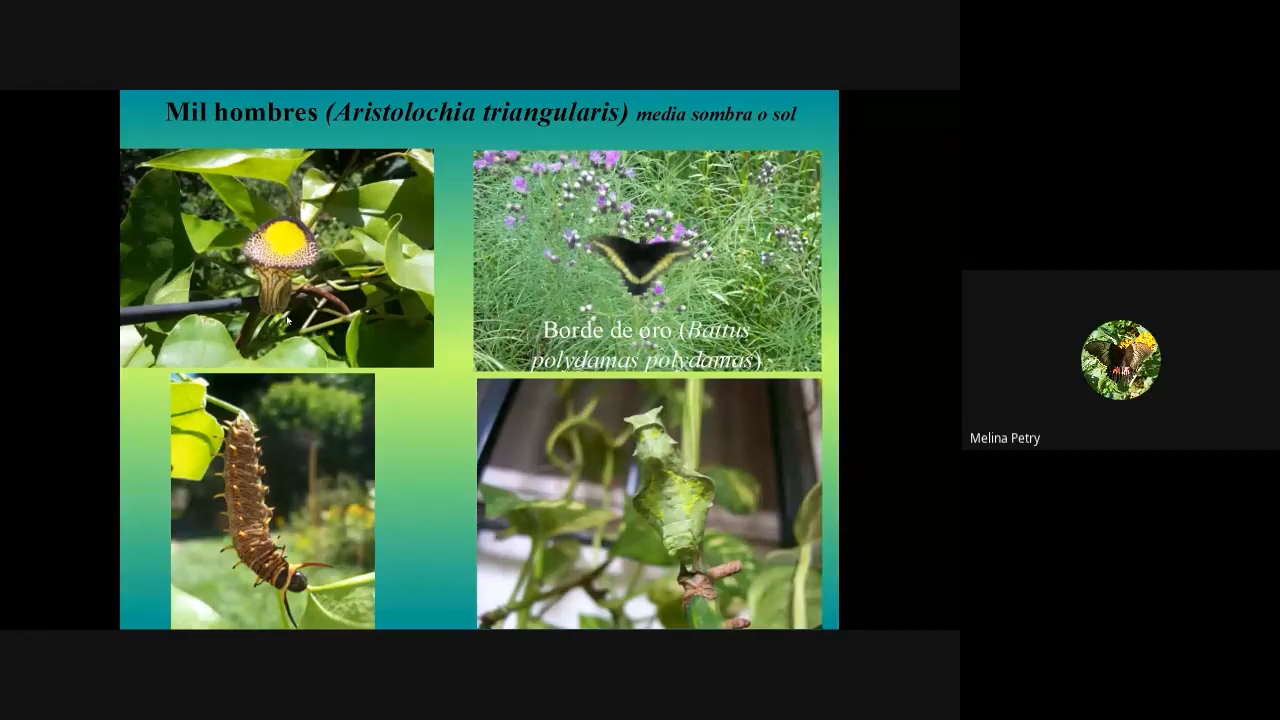 Mil hombres (Aristolochia triangularis) media sombra o sol
Borde de oro (Battus
polydamas polydamas)
Melina Petry